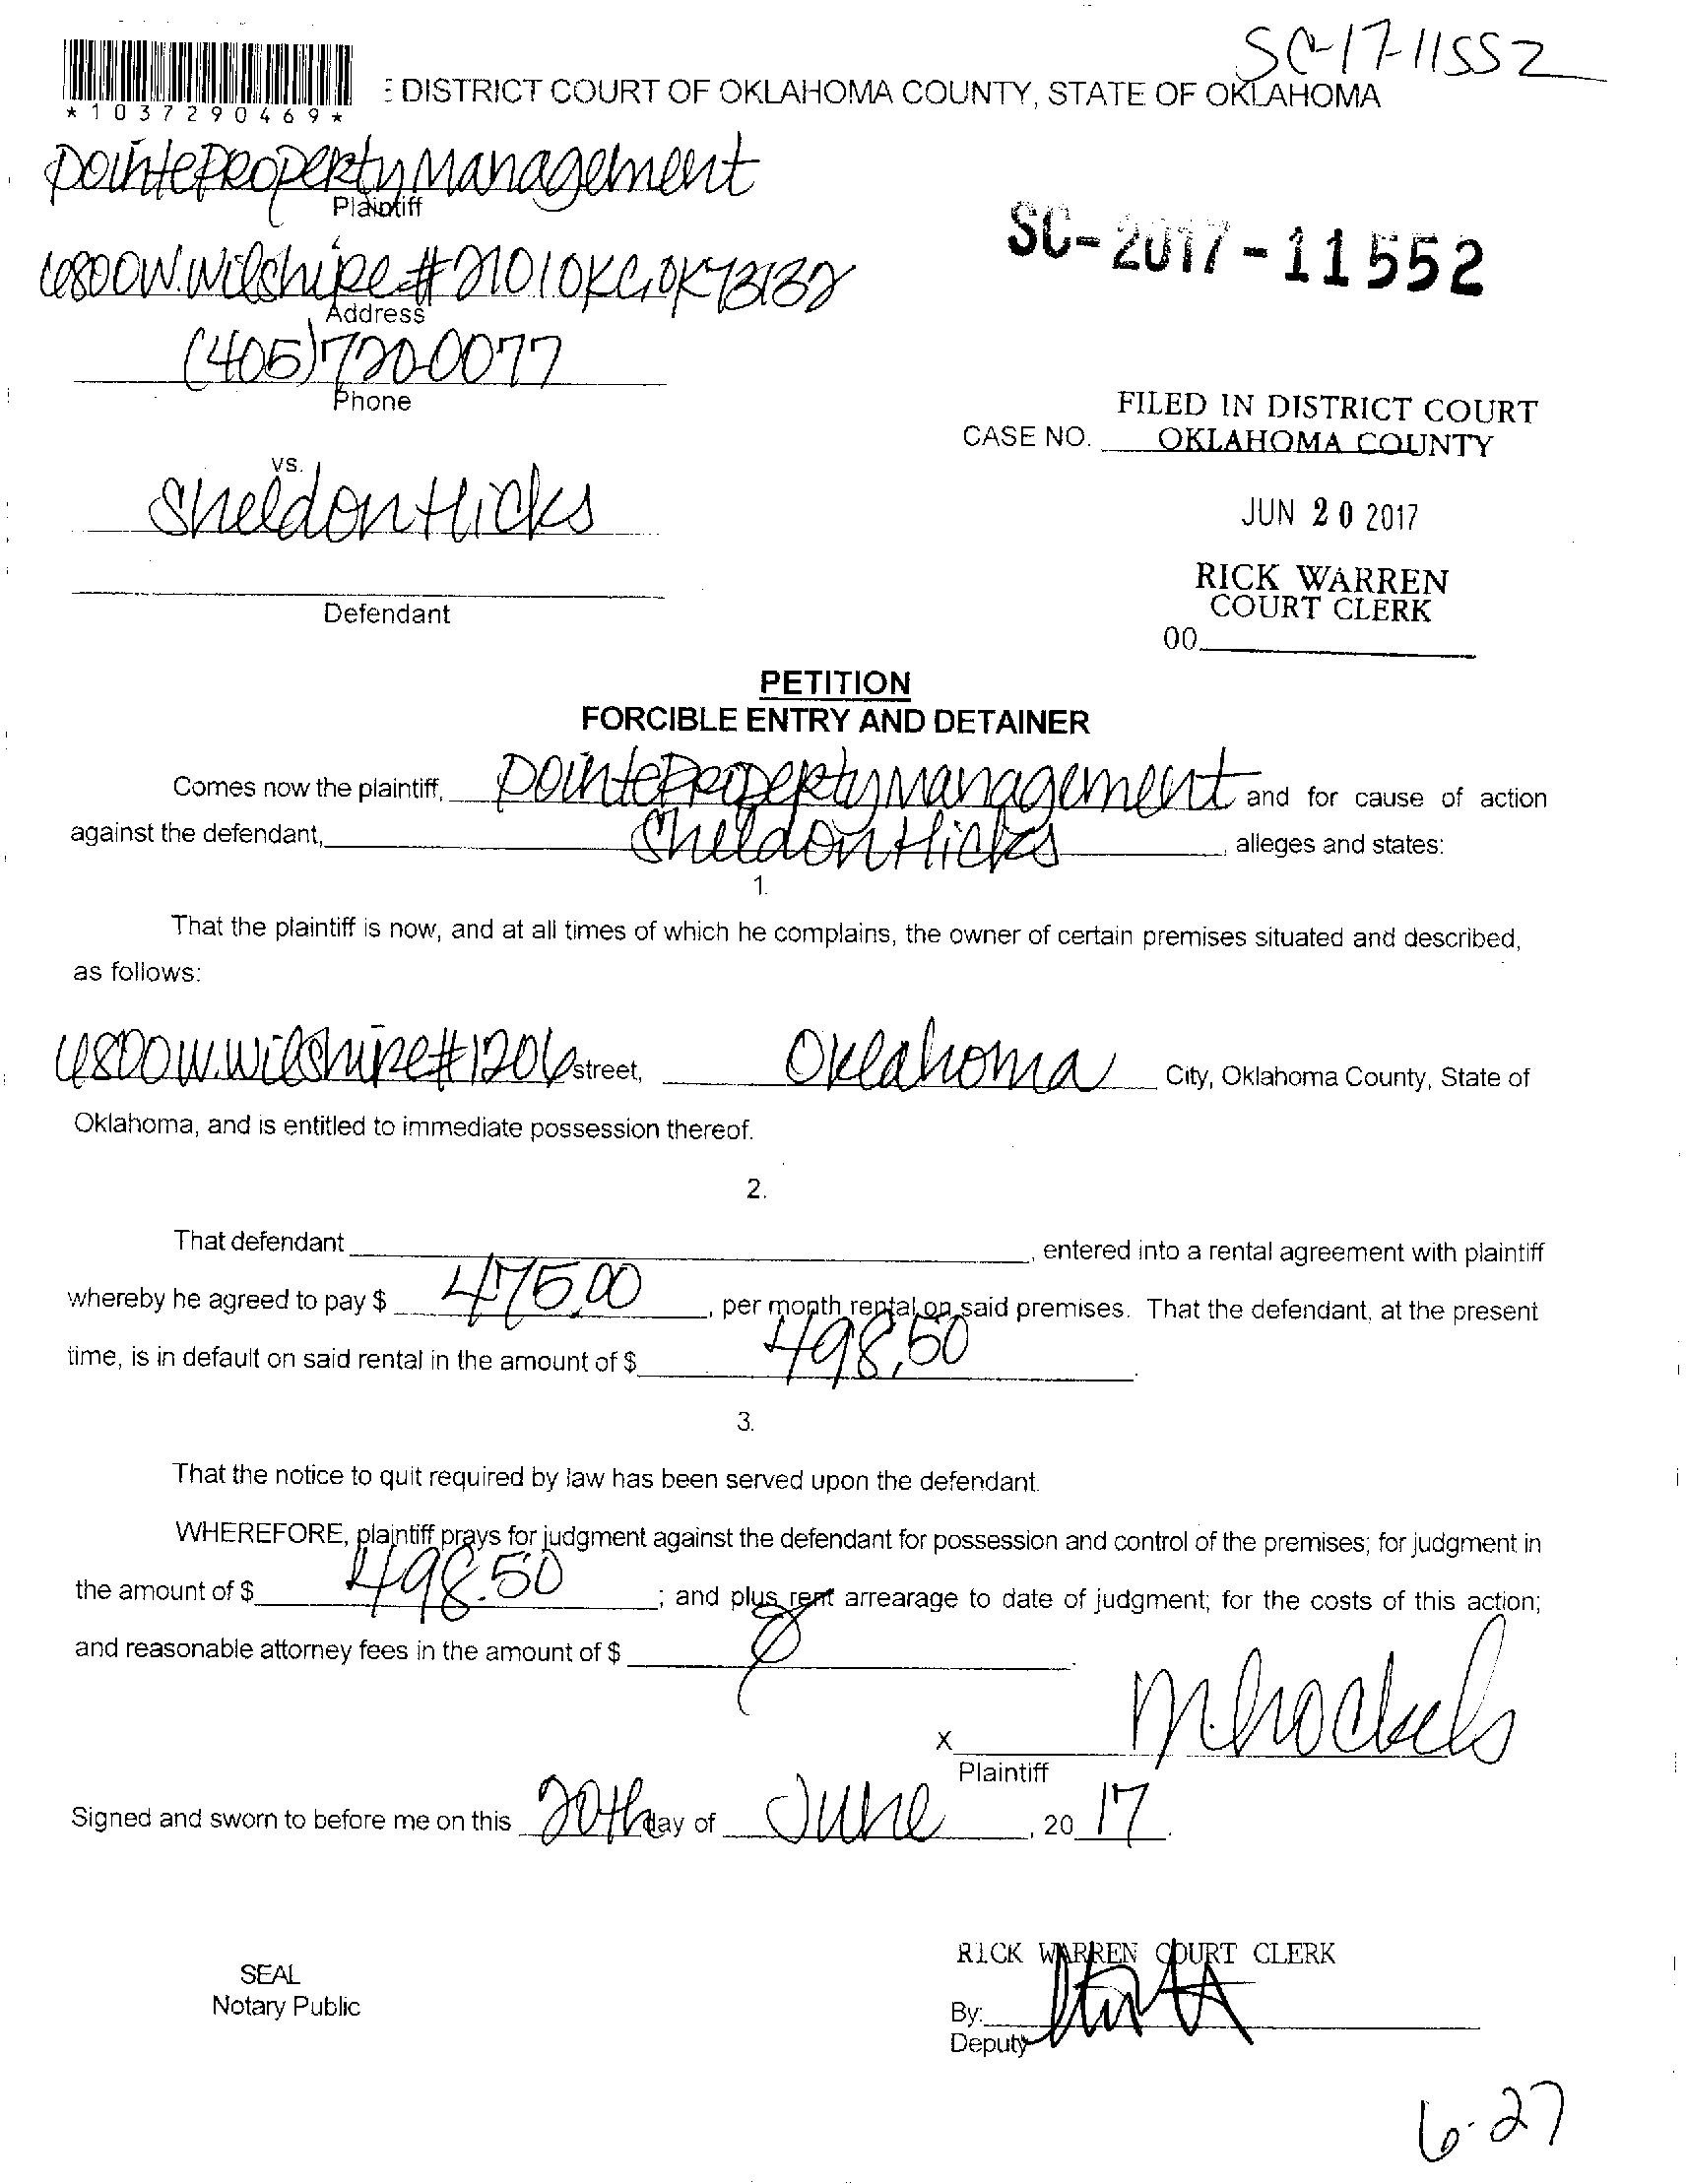 SC-17-11552
DISTRICT COURT OF OKLAHOMA COUNTY, STATE OF OKLAHOMA
*1037290469*
Pointe Property Management
Plaintiff
SC-2017-11552
6800 W. Wilshire #2101 OKC, OK 73132
Address
(405) 720-0077
Phone
FILED IN DISTRICT COURT
CASE NO. OKLAHOMA COUNTY
vs.
Sheldon Hicks
JUN 20 2017
RICK WARREN
COURT CLERK
Defendant
00
PETITION
FORCIBLE ENTRY AND DETAINER
Comes now the plaintiff, Pointe Property Management and for cause of action
against the defendant, Sheldon Hicks, alleges and states:
1.
That the plaintiff is now, and at all times of which he complains, the owner of certain premises situated and described,
as follows:
6800 W. Wilshire #1206 street, Oklahoma City, Oklahoma County, State of
Oklahoma, and is entitled to immediate possession thereof.
2.
That defendant , entered into a rental agreement with plaintiff
whereby he agreed to pay $ 475.00, per month rental on said premises. That the defendant, at the present
time, is in default on said rental in the amount of $ 498.50.
3.
That the notice to quit required by law has been served upon the defendant.
WHEREFORE, plaintiff prays for judgment against the defendant for possession and control of the premises; for judgment in
the amount of $ 498.50; and plus rent arrearage to date of judgment; for the costs of this action;
and reasonable attorney fees in the amount of $
X
Plaintiff
Signed and sworn to before me on this 20th day of June, 20 17.
RICK WARREN COURT CLERK
SEAL
Notary Public
By:
Deputy
6-27